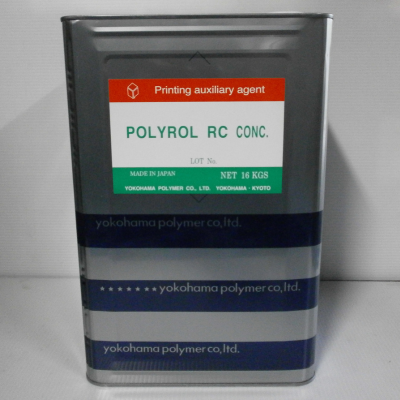 Printing auxiliary agent
POLYROL RC CONC.
LOT No.
MADE IN JAPAN NET 16 KGS
YOKOHAMA POLYMER CO., LTD. YOKOHAMA・KYOTO
yokohama polymer co,ltd.
★★★★★★★ yokohama polymer co,ltd.
yokohama polymer co,ltd.